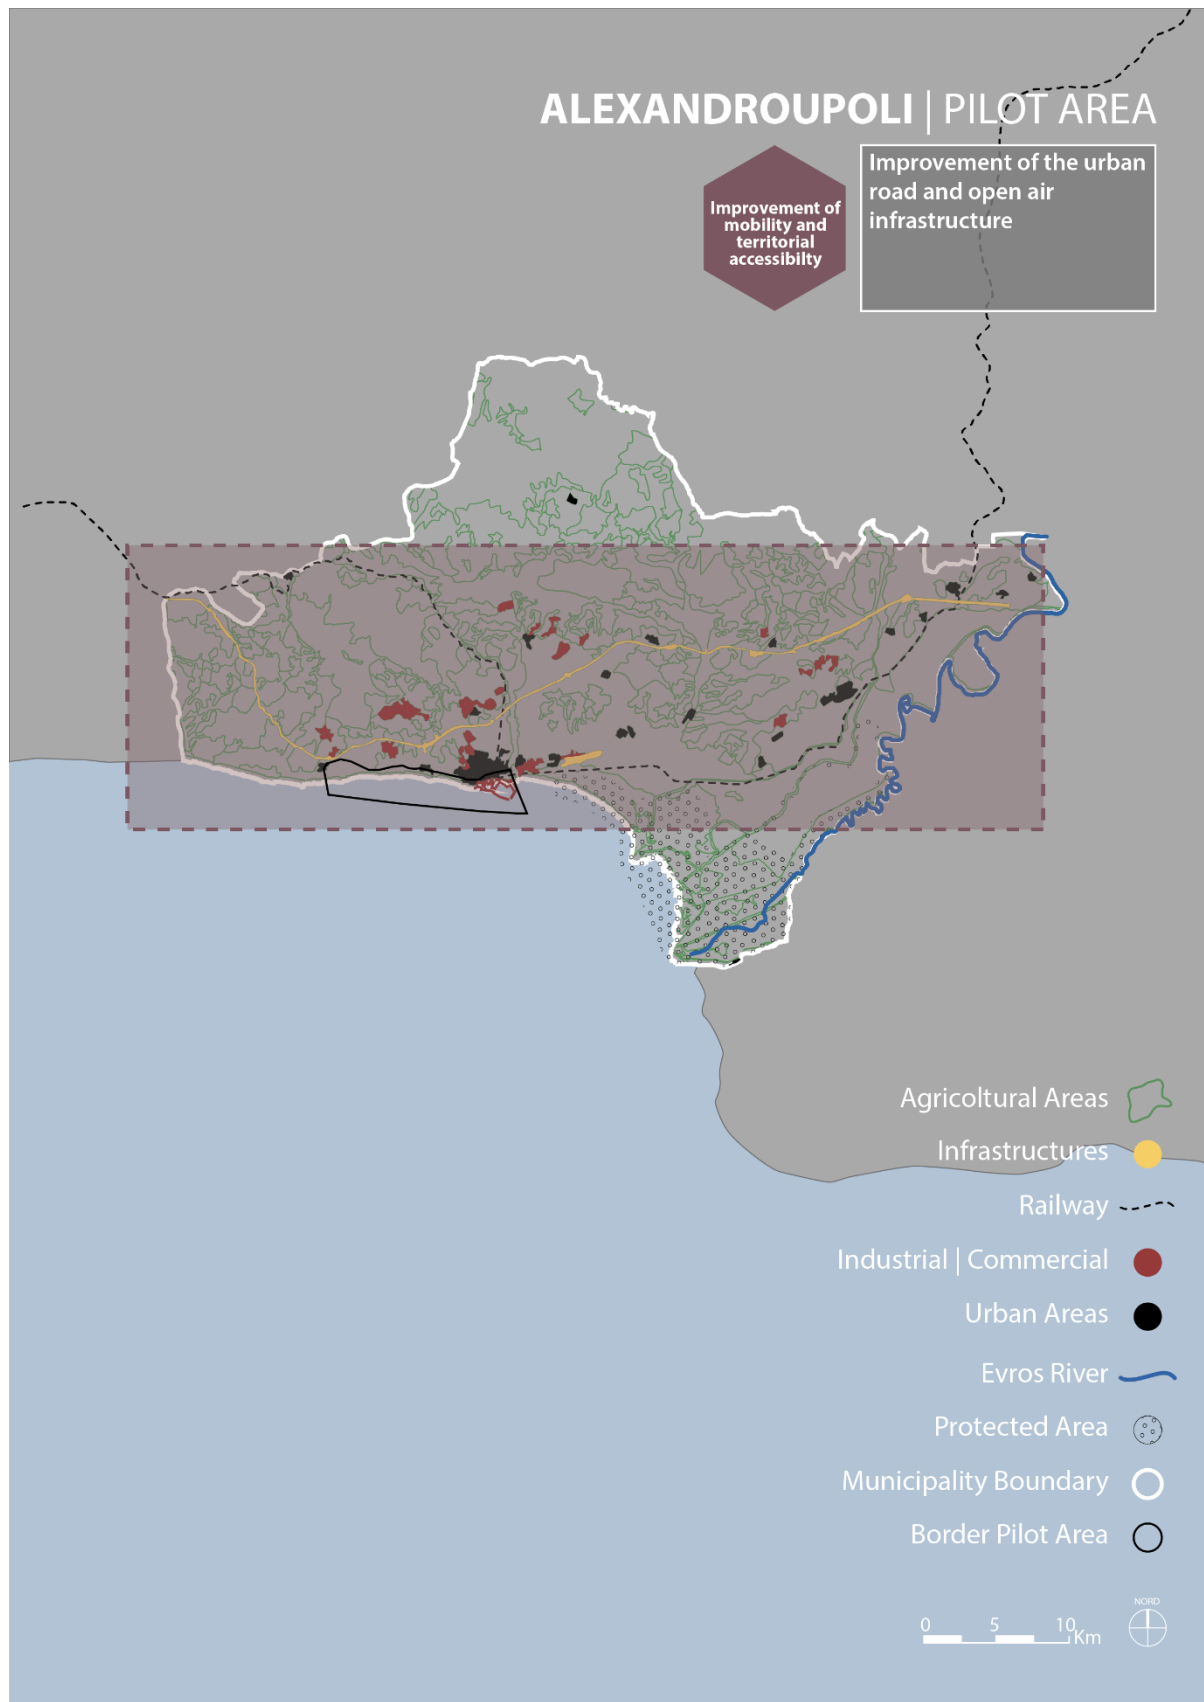 ALEXANDROUPOLI | PILOT AREA
Improvement of
mobility and
territorial
accessibilty
Improvement of the urban
road and open air
infrastructure
Agricoltural Areas
Infrastructures
Railway
Industrial | Commercial
Urban Areas
Evros River
Protected Area
Municipality Boundary
Border Pilot Area
NORD
0 5 10 Km